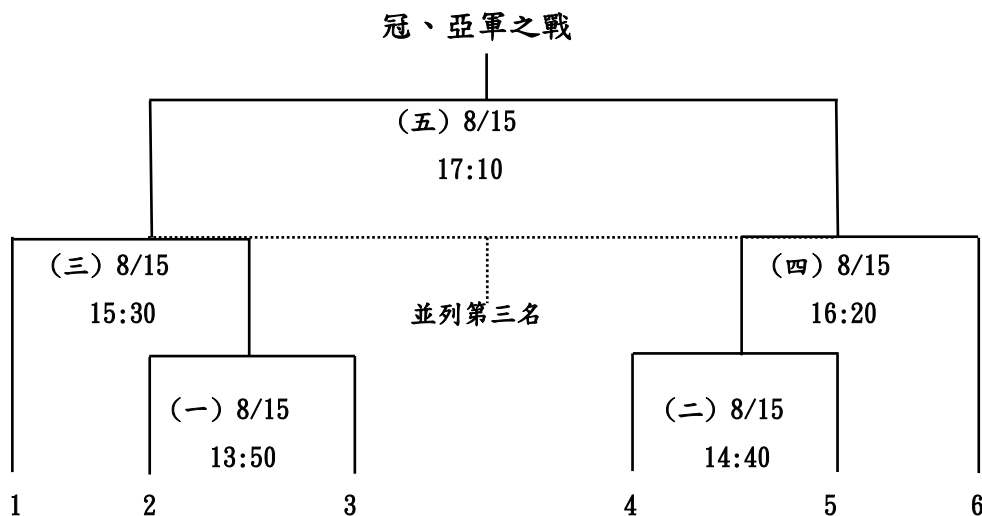 冠、亞軍之戰
(五) 8/15
17:10
(三) 8/15
15:30
並列第三名
(四) 8/15
16:20
(一) 8/15
13:50
(二) 8/15
14:40
1 2 3 4 5 6